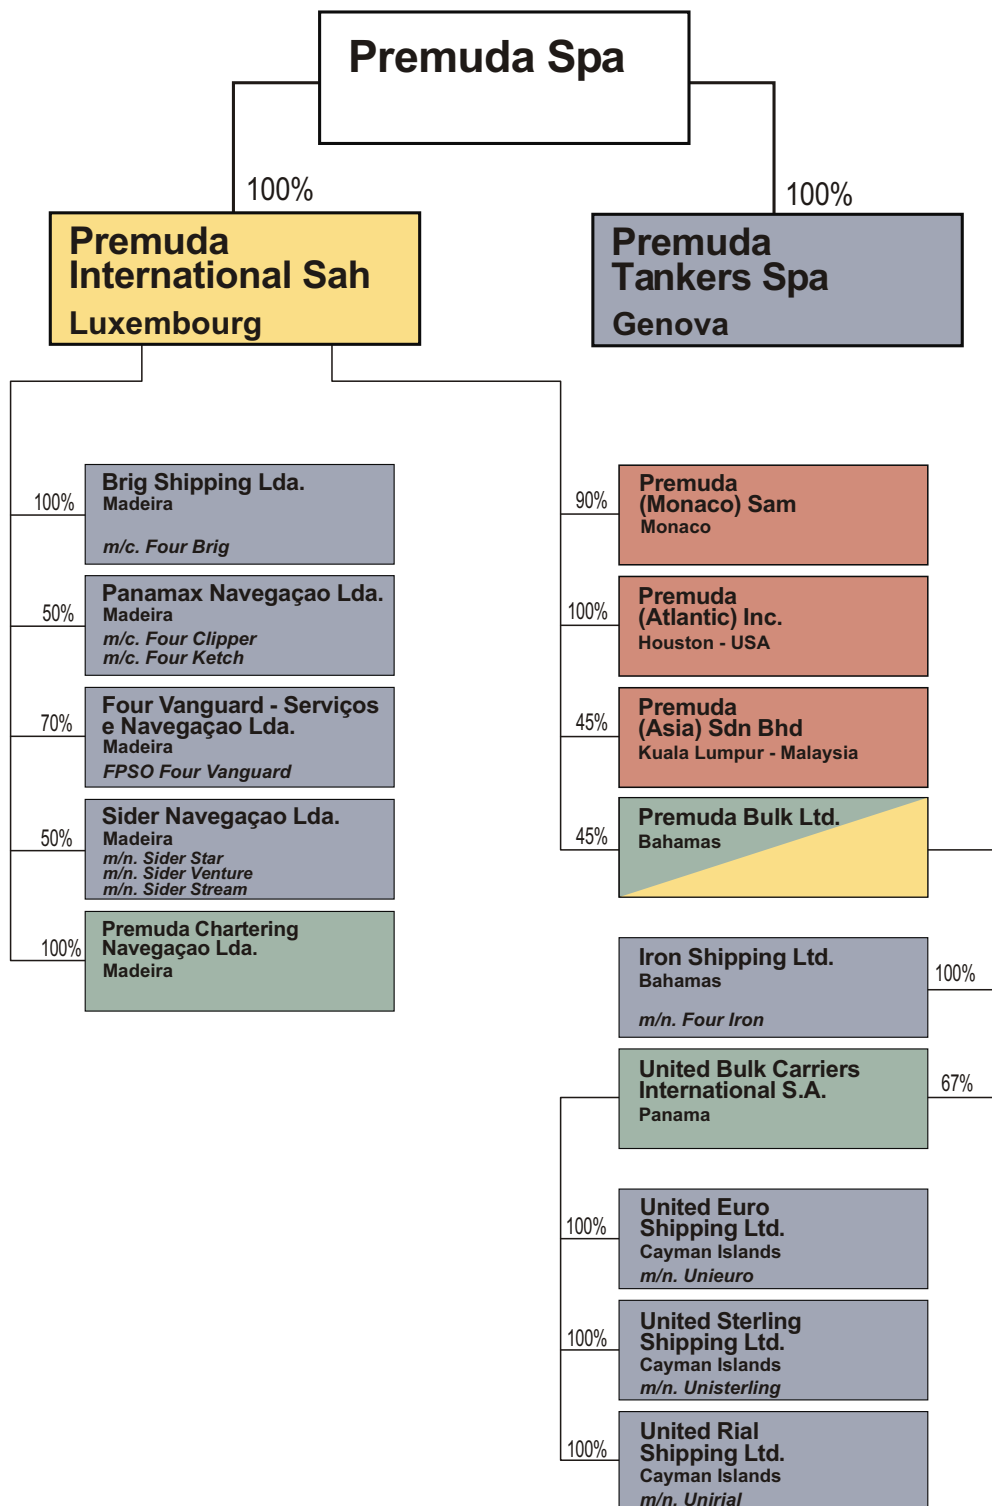 Premuda Spa
100%
100%
Premuda
International Sah
Luxembourg
Premuda
Tankers Spa
Genova
100%
Brig Shipping Lda.
Madeira
m/c. Four Brig
50%
Panamax Navegaçao Lda.
Madeira
m/c. Four Clipper
m/c. Four Ketch
70%
Four Vanguard - Serviços
e Navegaçao Lda.
Madeira
FPSO Four Vanguard
50%
Sider Navegaçao Lda.
Madeira
m/n. Sider Star
m/n. Sider Venture
m/n. Sider Stream
100%
Premuda Chartering
Navegaçao Lda.
Madeira
90%
Premuda
(Monaco) Sam
Monaco
100%
Premuda
(Atlantic) Inc.
Houston - USA
45%
Premuda
(Asia) Sdn Bhd
Kuala Lumpur - Malaysia
45%
Premuda Bulk Ltd.
Bahamas
Iron Shipping Ltd.
Bahamas
m/n. Four Iron
100%
United Bulk Carriers
International S.A.
Panama
67%
100%
United Euro
Shipping Ltd.
Cayman Islands
m/n. Unieuro
100%
United Sterling
Shipping Ltd.
Cayman Islands
m/n. Unisterling
100%
United Rial
Shipping Ltd.
Cayman Islands
m/n. Unirial